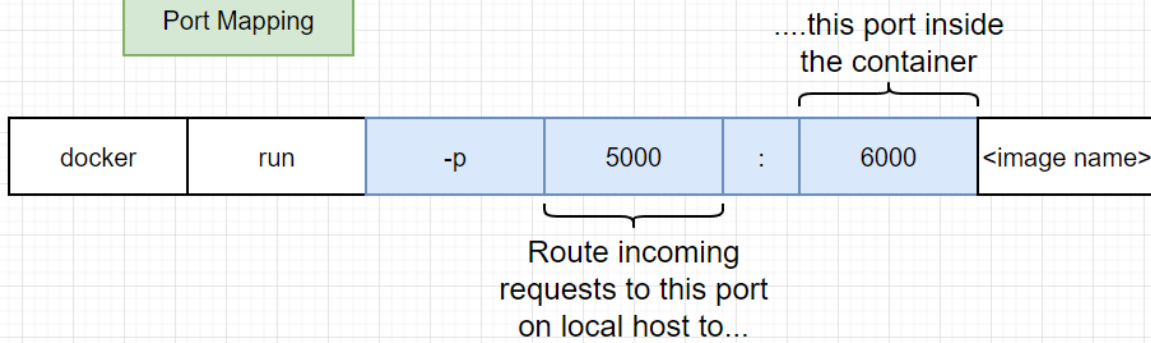 Port Mapping
....this port inside
the container
docker run -p 5000 : 6000 <image name>
Route incoming
requests to this port
on local host to...